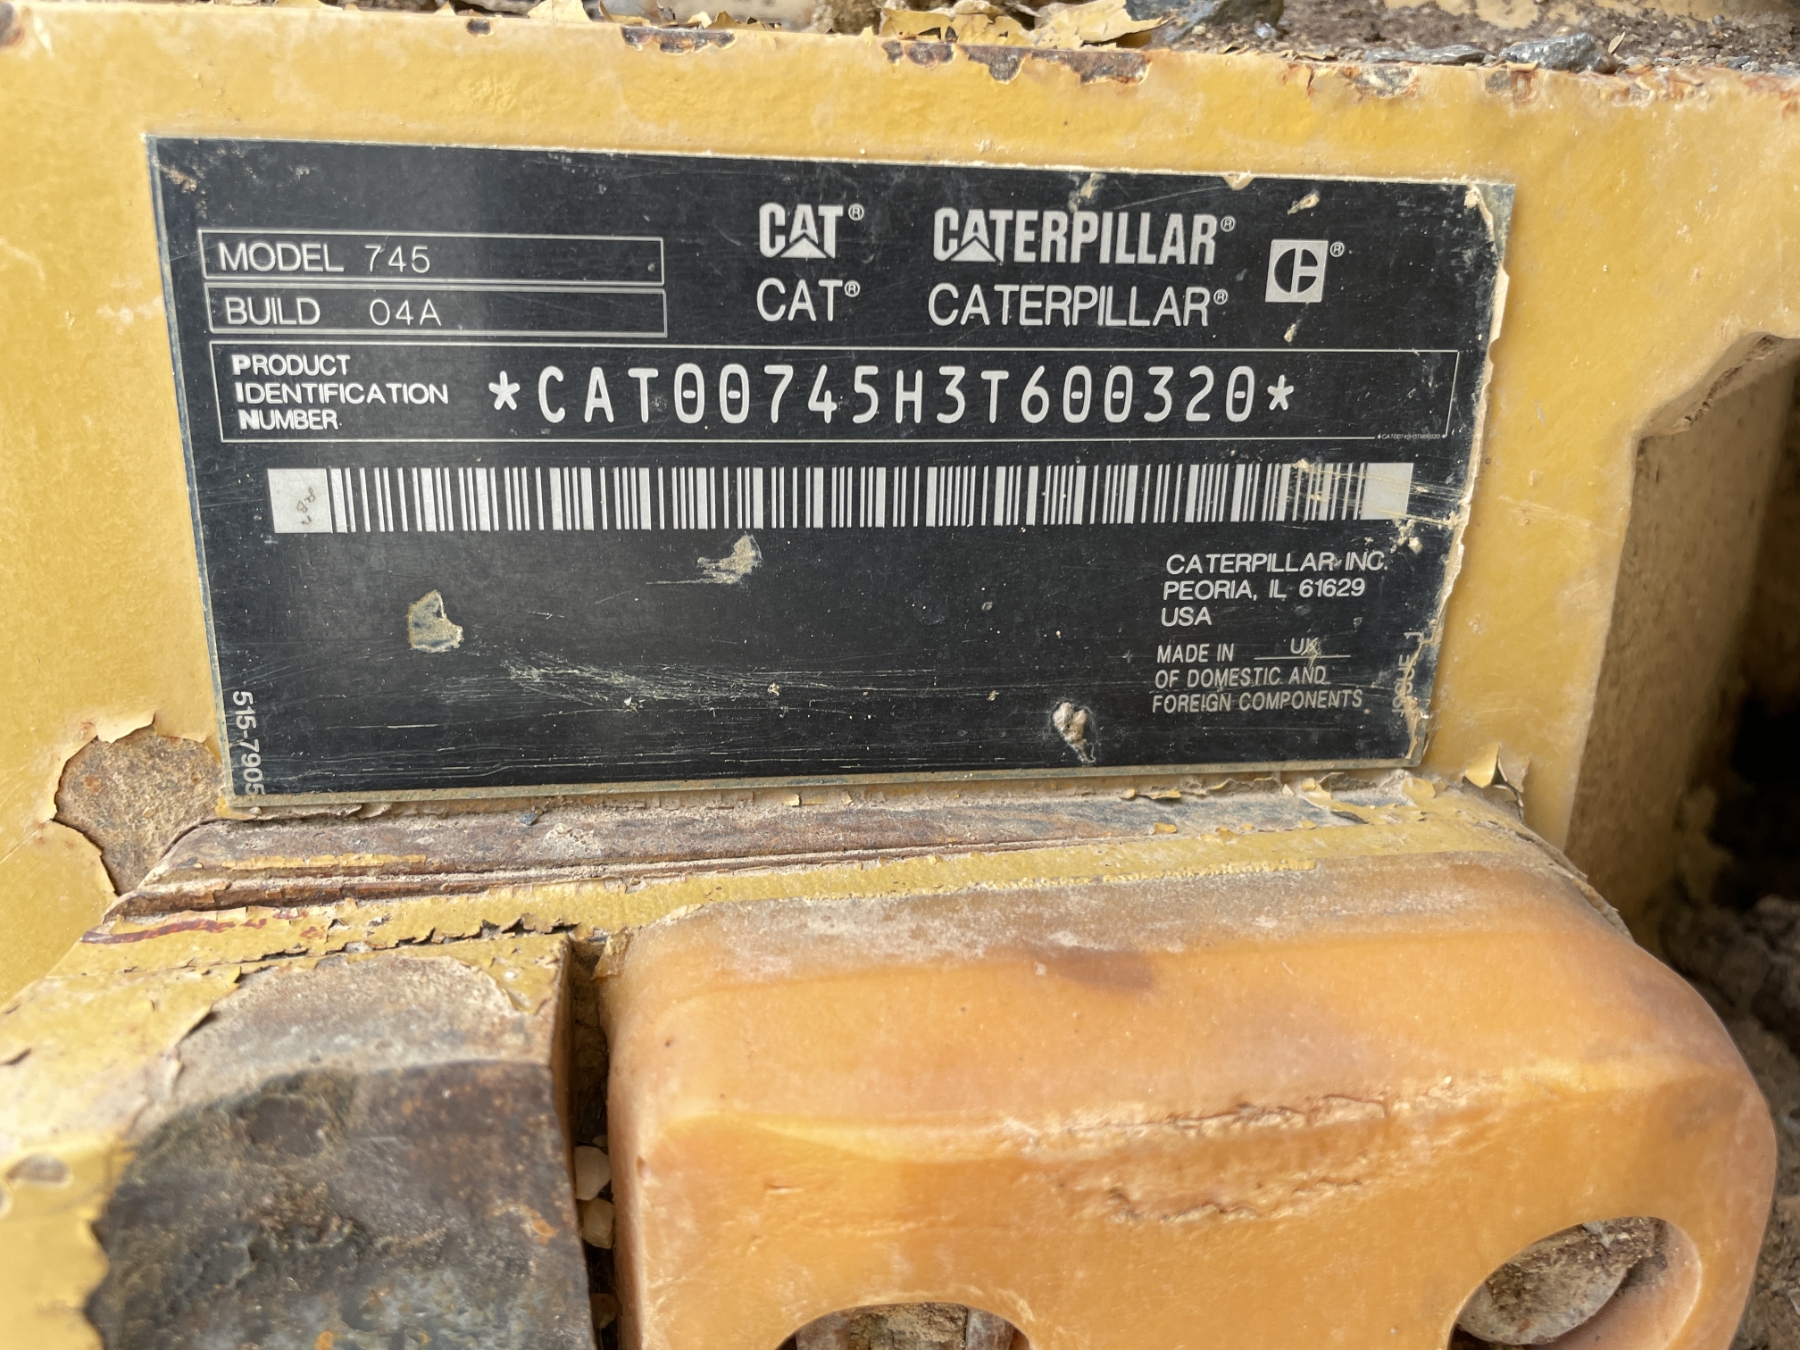 MODEL 745
BUILD 04A
CAT® CATERPILLAR® ®
CAT® CATERPILLAR®
PRODUCT
IDENTIFICATION
NUMBER
*CAT00745H3T600320*
*CAT00745H3T600320*
CATERPILLAR INC.
PEORIA, IL 61629
USA
MADE IN UK
OF DOMESTIC AND
FOREIGN COMPONENTS
515-7905